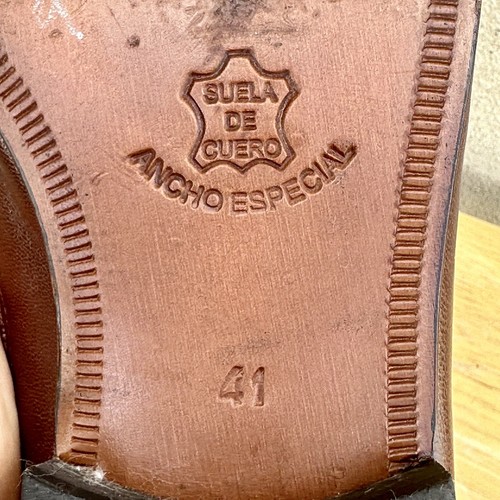 SUELA
DE
CUERO
ANCHO ESPECIAL
41